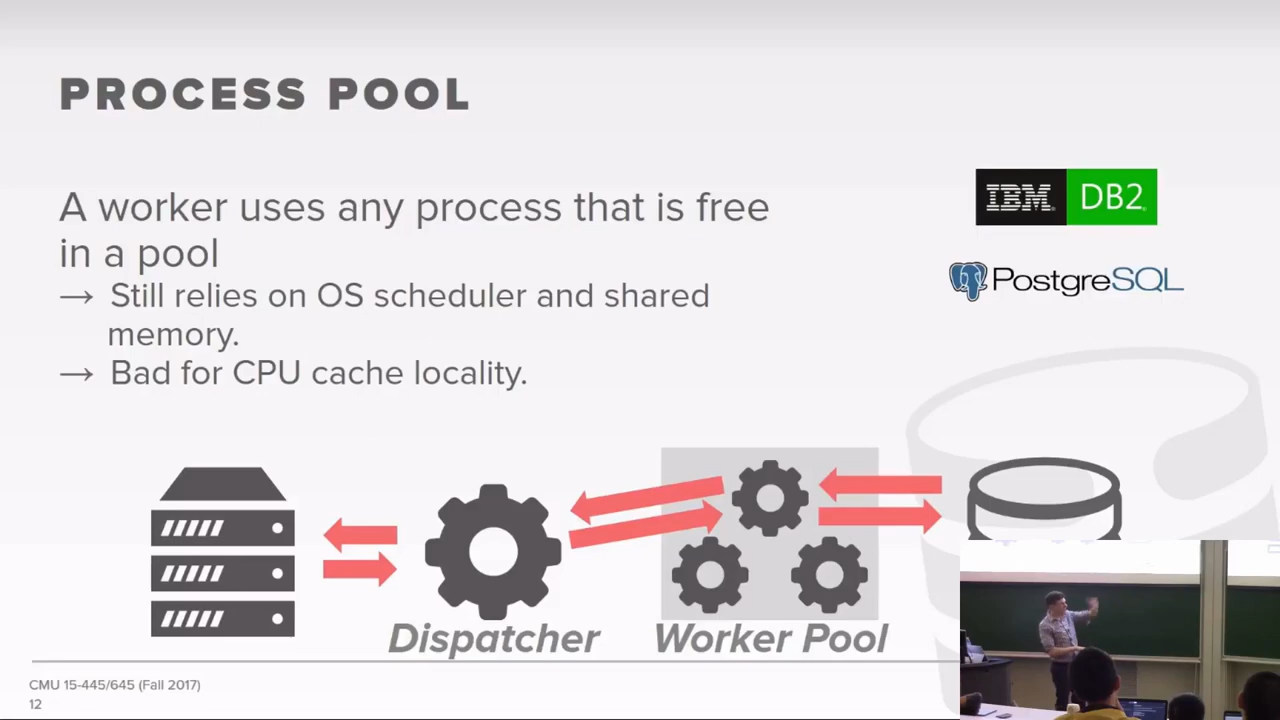 PROCESS POOL
A worker uses any process that is free
in a pool
→ Still relies on OS scheduler and shared
memory.
→ Bad for CPU cache locality.
IBM DB2
PostgreSQL
Dispatcher
Worker Pool
CMU 15-445/645 (Fall 2017)
12